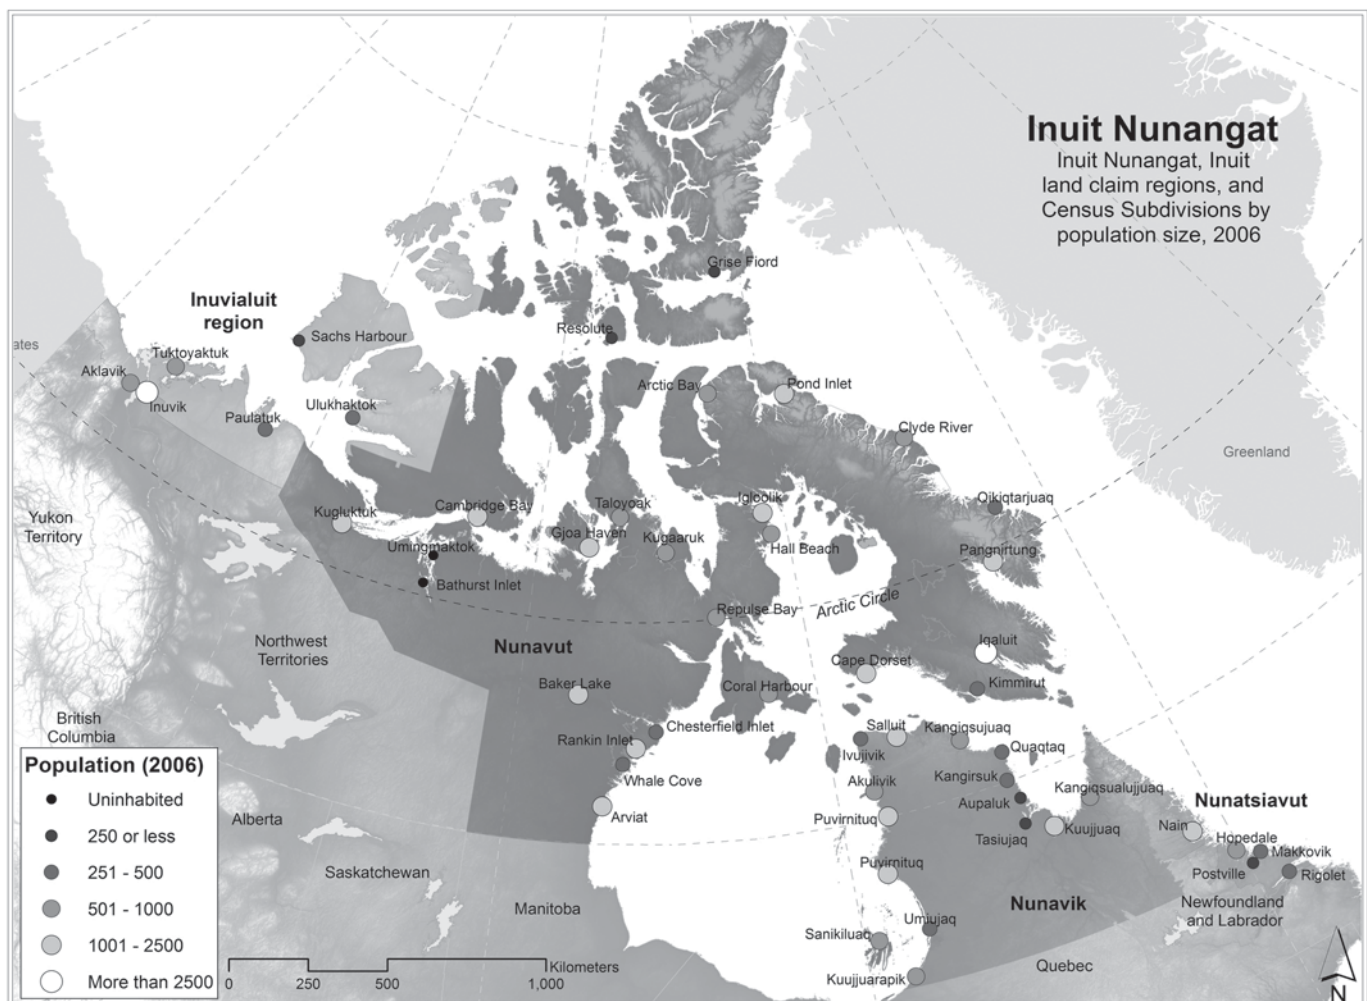 Inuit Nunangat
Inuit Nunangat, Inuit
land claim regions, and
Census Subdivisions by
population size, 2006
Grise Fiord
Inuvialuit
region
Resolute
Sachs Harbour
ates
Tuktoyaktuk
Aklavik
Inuvik
Arctic Bay
Pond Inlet
Ulukhaktok
Paulatuk
Clyde River
Greenland
Kugluktuk
Cambridge Bay
Taloyoak
Igloolik
Qikiqtarjuaq
Yukon
Territory
Gjoa Haven
Kugaaruk
Hall Beach
Pangnirtung
Umingmaktok
Bathurst Inlet
Repulse Bay
Arctic Circle
Northwest
Territories
Nunavut
Iqaluit
Cape Dorset
Kimmirut
Baker Lake
Coral Harbour
British
Columbia
Chesterfield Inlet
Rankin Inlet
Salluit
Kangiqsujuaq
Ivujivik
Quaqtaq
Whale Cove
Akulivik
Kangirsuk
Kangiqsualujjuaq
Aupaluk
Nunatsiavut
Arviat
Puvirnituq
Tasiujaq
Kuujjuaq
Nain
Hopedale
Makkovik
Postville
Rigolet
Alberta
Saskatchewan
Puvirnituq
Manitoba
Nunavik
Newfoundland
and Labrador
Umiujaq
Sanikiluaq
Quebec
Kuujjuarapik
Population (2006)
Uninhabited
250 or less
251 - 500
501 - 1000
1001 - 2500
More than 2500
Kilometers
0 250 500 1,000
N